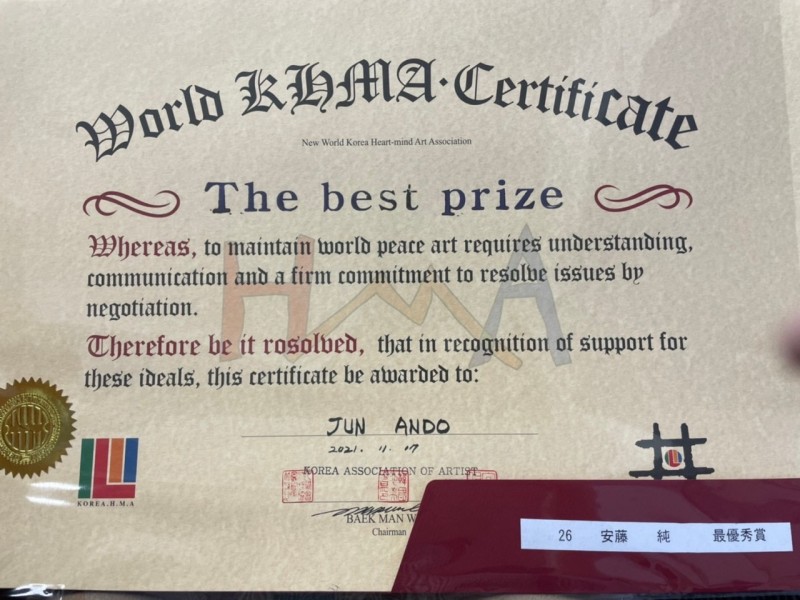 World KHMA·Certificate
New World Korea Heart-mind Art Association
The best prize
Whereas, to maintain world peace art requires understanding,
communication and a firm commitment to resolve issues by
negotiation.
Therefore be it rosolved, that in recognition of support for
these ideals, this certificate be awarded to:
JUN ANDO
2021. 11. 07
KOREA ASSOCIATION OF ARTIST
KOREA.H.M.A
BAEK MAN
Chairman
HMA
26 安藤 純 最優秀賞